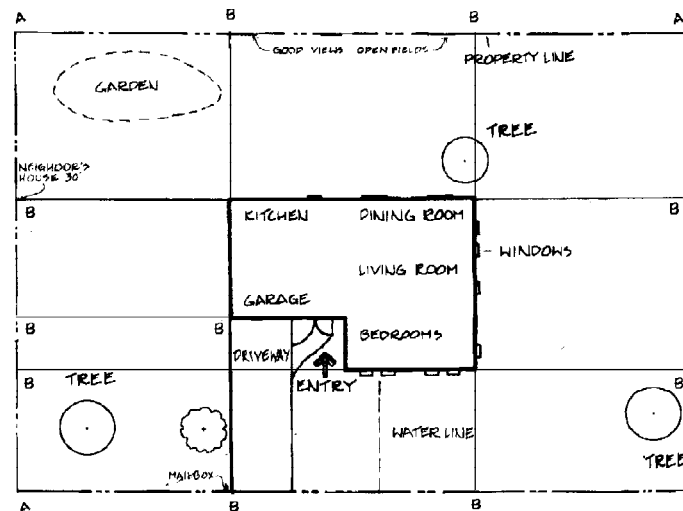 A B B A
GOOD VIEWS OPEN FIELDS
PROPERTY LINE
GARDEN
TREE
NEIGHBOR'S
HOUSE 30'
B B
KITCHEN DINING ROOM
WINDOWS
LIVING ROOM
GARAGE
B B
DRIVEWAY
BEDROOMS
B
TREE
ENTRY
WATER LINE
TREE
MAILBOX
A B B A